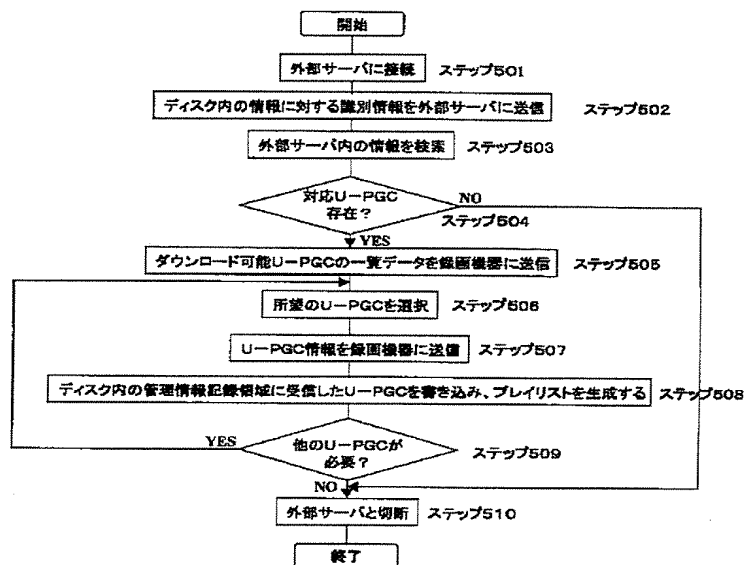 開始
外部サーバに接続 ステップ501
ディスク内の情報に対する識別情報を外部サーバに送信 ステップ502
外部サーバ内の情報を検索 ステップ503
対応U-PGC
存在?
NO
ステップ504
YES
ダウンロード可能U-PGCの一覧データを録画機器に送信 ステップ505
所望のU-PGCを選択 ステップ506
U-PGC情報を録画機器に送信 ステップ507
ディスク内の管理情報記録領域に受信したU-PGCを書き込み、プレイリストを生成する ステップ508
YES
他のU-PGCが
必要?
ステップ509
NO
外部サーバと切断 ステップ510
終了